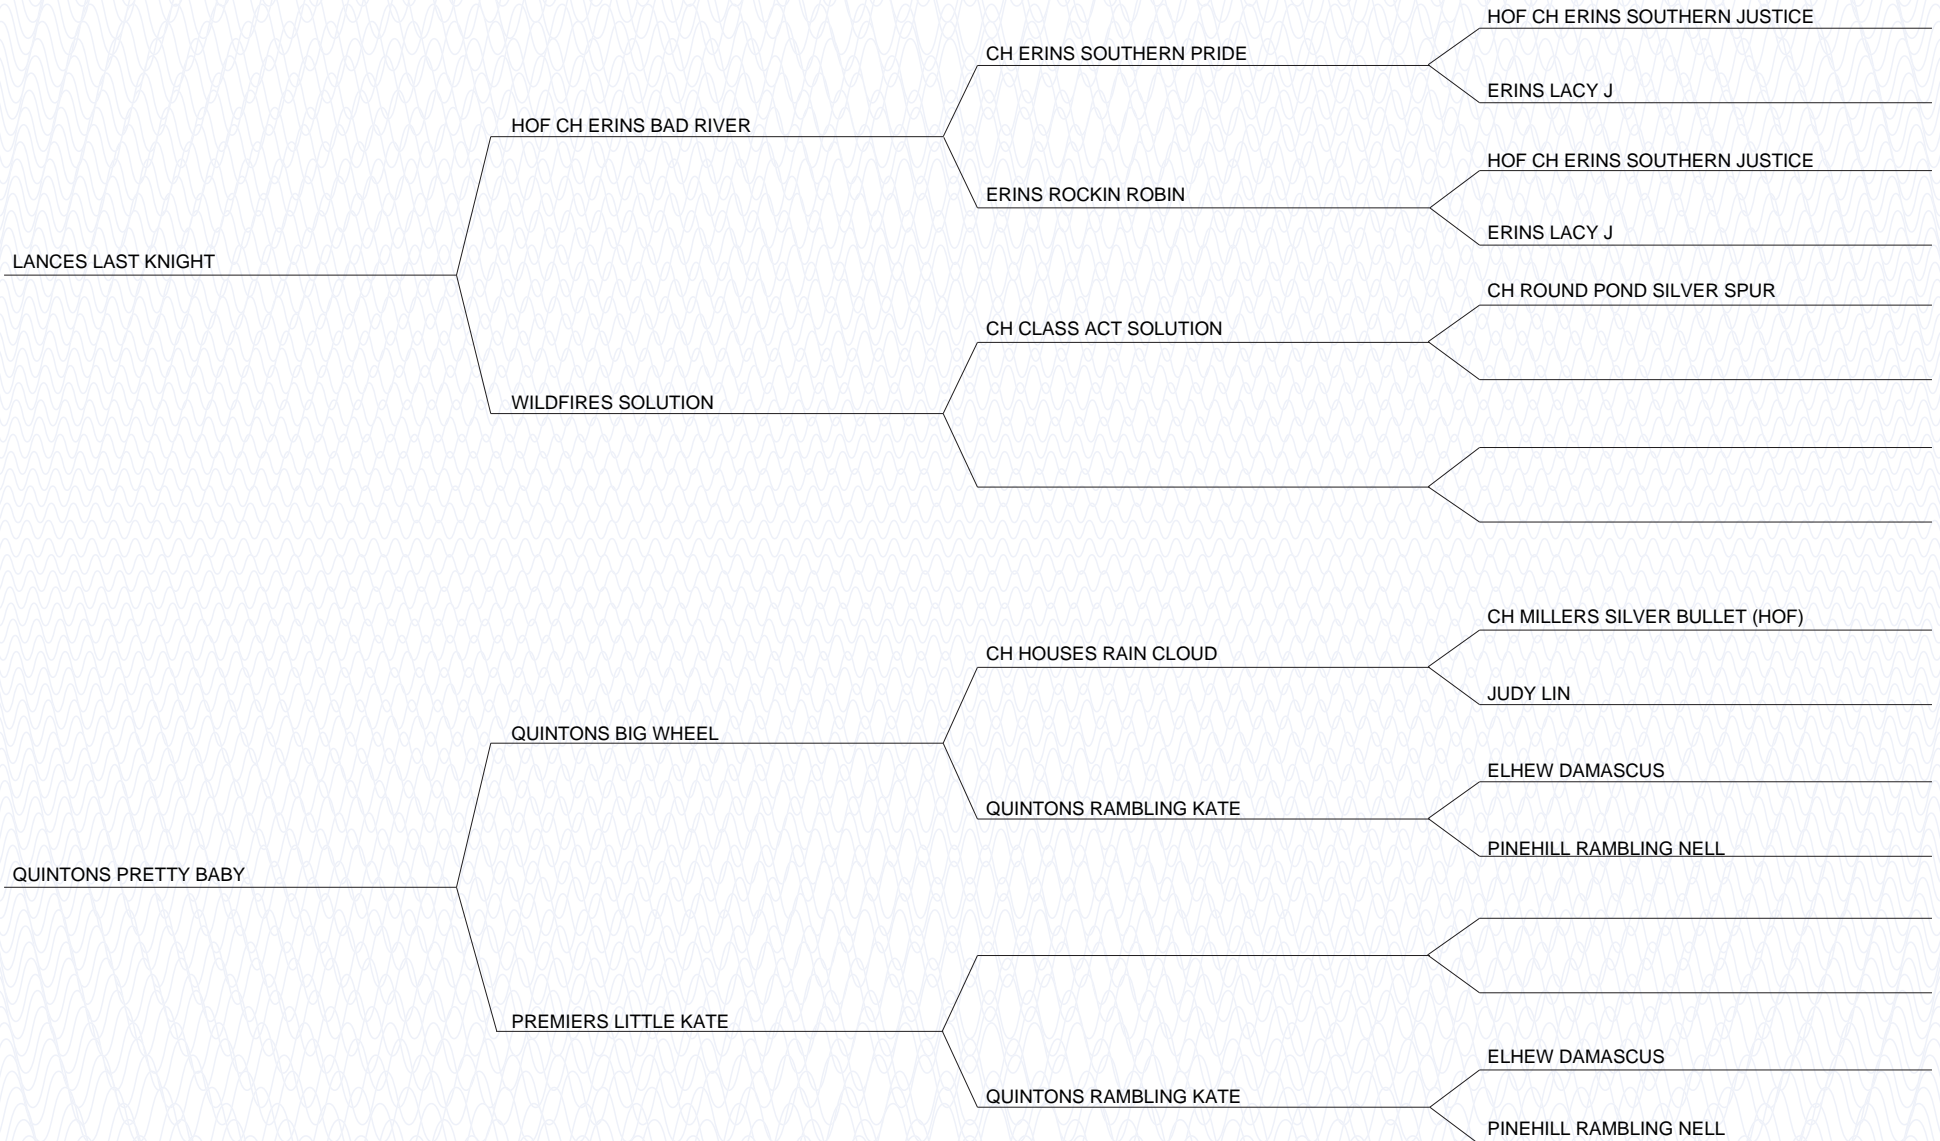 HOF CH ERINS SOUTHERN JUSTICE
CH ERINS SOUTHERN PRIDE
ERINS LACY J
HOF CH ERINS BAD RIVER
HOF CH ERINS SOUTHERN JUSTICE
ERINS ROCKIN ROBIN
ERINS LACY J
LANCES LAST KNIGHT
CH ROUND POND SILVER SPUR
CH CLASS ACT SOLUTION
WILDFIRES SOLUTION
CH MILLERS SILVER BULLET (HOF)
CH HOUSES RAIN CLOUD
JUDY LIN
QUINTONS BIG WHEEL
ELHEW DAMASCUS
QUINTONS RAMBLING KATE
PINEHILL RAMBLING NELL
QUINTONS PRETTY BABY
PREMIERS LITTLE KATE
ELHEW DAMASCUS
QUINTONS RAMBLING KATE
PINEHILL RAMBLING NELL